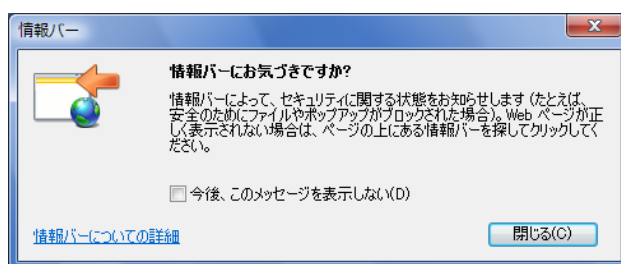 情報バー
情報バーにお気づきですか?
情報バーによって、セキュリティに関する状態をお知らせします (たとえば、
安全のためにファイルやポップアップがブロックされた場合)。Web ページが正
しく表示されない場合は、ページの上にある情報バーを探してクリックしてく
ださい。
今後、このメッセージを表示しない(D)
情報バーについての詳細
閉じる(C)